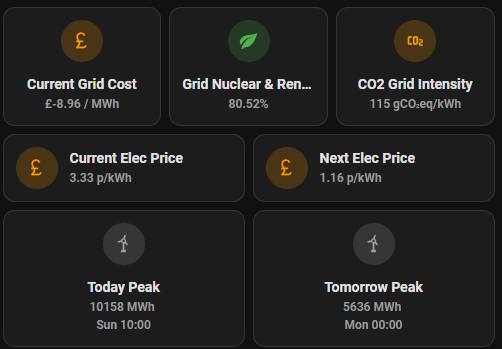 £
CO₂
Current Grid Cost
Grid Nuclear & Ren...
CO2 Grid Intensity
£-8.96 / MWh
80.52%
115 gCO₂eq/kWh
£
Current Elec Price
3.33 p/kWh
£
Next Elec Price
1.16 p/kWh
Today Peak
10158 MWh
Sun 10:00
Tomorrow Peak
5636 MWh
Mon 00:00